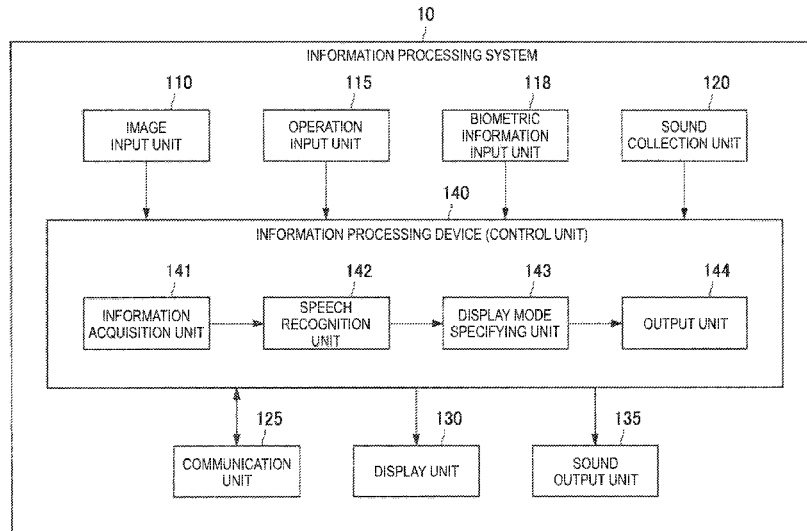 10
INFORMATION PROCESSING SYSTEM
110
115
118
120
IMAGE
INPUT UNIT
OPERATION
INPUT UNIT
BIOMETRIC
INFORMATION
INPUT UNIT
SOUND
COLLECTION UNIT
140
INFORMATION PROCESSING DEVICE (CONTROL UNIT)
141
142
143
144
INFORMATION
ACQUISITION UNIT
SPEECH
RECOGNITION
UNIT
DISPLAY MODE
SPECIFYING UNIT
OUTPUT UNIT
125
130
135
COMMUNICATION
UNIT
DISPLAY UNIT
SOUND
OUTPUT UNIT